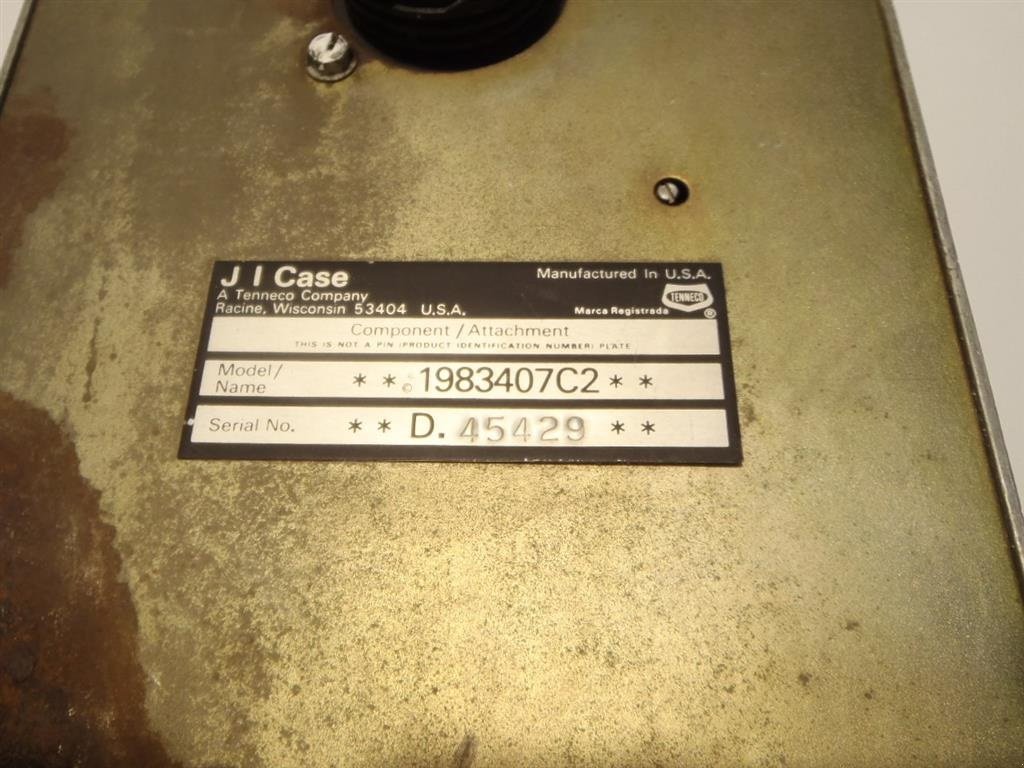 J I Case
A Tenneco Company
Racine, Wisconsin 53404 U.S.A.
Manufactured In U.S.A.
TENNECO
Marca Registrada ®
Component / Attachment
THIS IS NOT A PIN (PRODUCT IDENTIFICATION NUMBER) PLATE
Model/
Name
* * © 1983407C2 * *
Serial No. * * D. 45429 * *